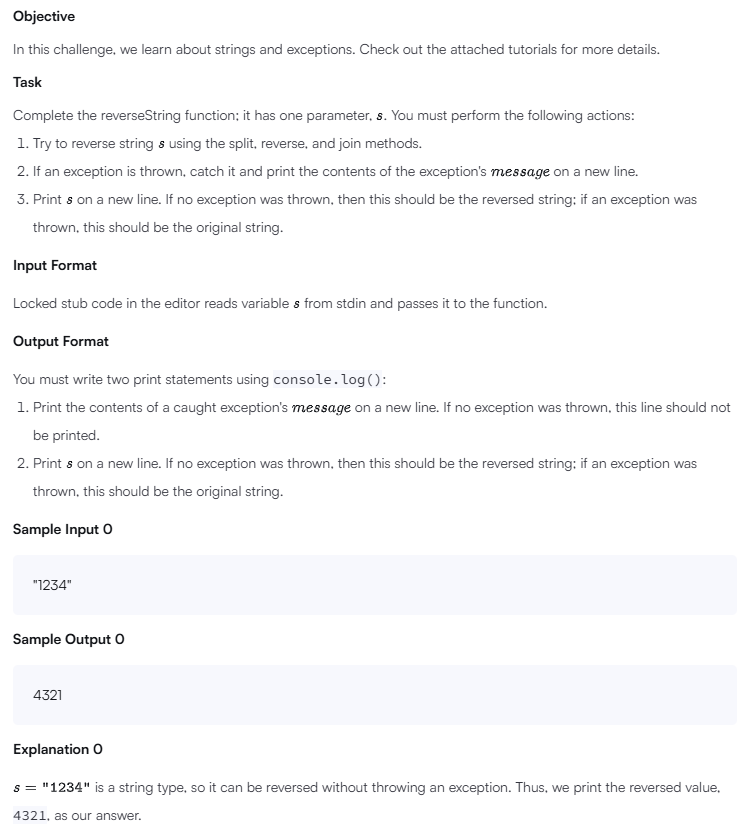 Objective
In this challenge, we learn about strings and exceptions. Check out the attached tutorials for more details.
Task
Complete the reverseString function; it has one parameter, s. You must perform the following actions:
1. Try to reverse string s using the split, reverse, and join methods.
2. If an exception is thrown, catch it and print the contents of the exception's message on a new line.
3. Print s on a new line. If no exception was thrown, then this should be the reversed string; if an exception was
thrown, this should be the original string.
Input Format
Locked stub code in the editor reads variable s from stdin and passes it to the function.
Output Format
You must write two print statements using console.log():
1. Print the contents of a caught exception's message on a new line. If no exception was thrown, this line should not
be printed.
2. Print s on a new line. If no exception was thrown, then this should be the reversed string; if an exception was
thrown, this should be the original string.
Sample Input 0
"1234"
Sample Output 0
4321
Explanation 0
s = "1234" is a string type, so it can be reversed without throwing an exception. Thus, we print the reversed value,
4321, as our answer.